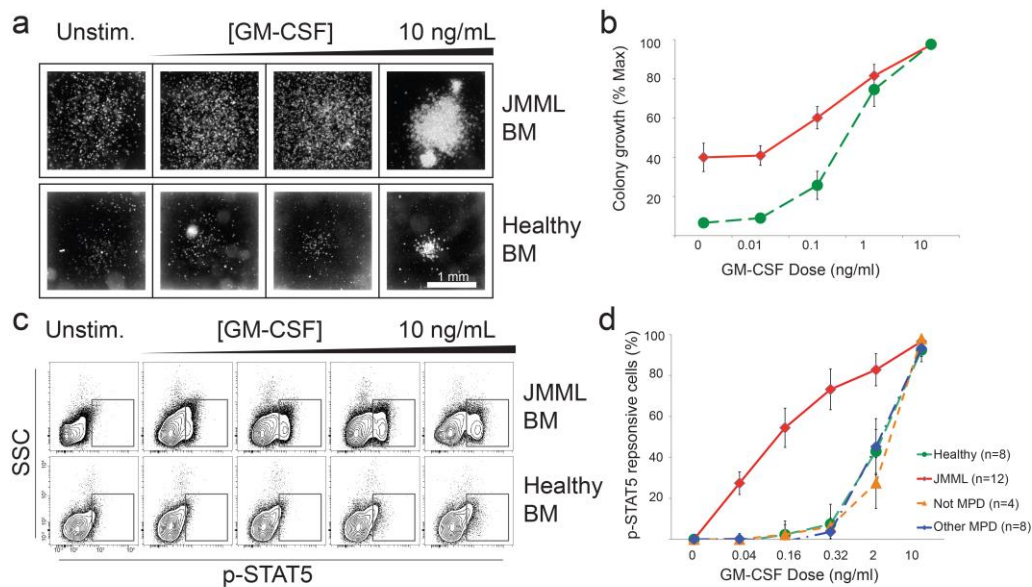 a
Unstim. [GM-CSF] 10 ng/mL
JMML
BM
Healthy
BM
1 mm
b
100
80
60
40
20
Colony growth (% Max)
0 0.01 0.1 1 10
GM-CSF Dose (ng/ml)
c
Unstim. [GM-CSF] 10 ng/mL
JMML
BM
Healthy
BM
SSC
p-STAT5
d
100
80
60
40
20
p-STAT5 repsonsive cells (%)
0 0.04 0.16 0.32 2 10
GM-CSF Dose (ng/ml)
Healthy (n=8)
JMML (n=12)
Not MPD (n=4)
Other MPD (n=8)